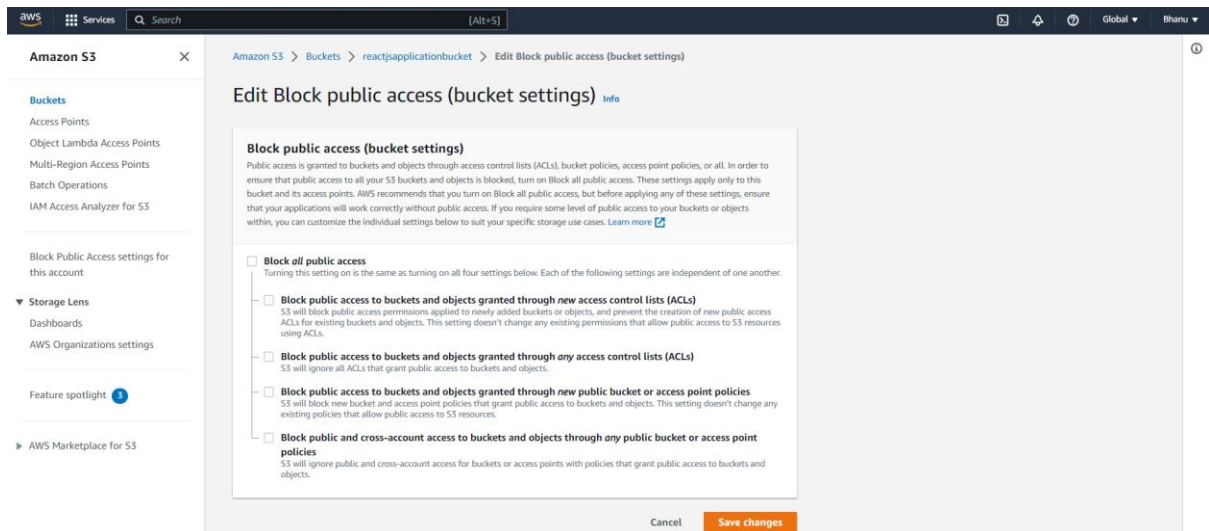 aws
Services
Search
[Alt+S]
Global
Bhanu
Amazon S3
Buckets
Access Points
Object Lambda Access Points
Multi-Region Access Points
Batch Operations
IAM Access Analyzer for S3
Block Public Access settings for
this account
Storage Lens
Dashboards
AWS Organizations settings
Feature spotlight 3
AWS Marketplace for S3
Amazon S3 > Buckets > reactjsapplicationbucket > Edit Block public access (bucket settings)
Edit Block public access (bucket settings) Info
Block public access (bucket settings)
Public access is granted to buckets and objects through access control lists (ACLs), bucket policies, access point policies, or all. In order to
ensure that public access to all your S3 buckets and objects is blocked, turn on Block all public access. These settings apply only to this
bucket and its access points. AWS recommends that you turn on Block all public access, but before applying any of these settings, ensure
that your applications will work correctly without public access. If you require some level of public access to your buckets or objects
within, you can customize the individual settings below to suit your specific storage use cases. Learn more
Block all public access
Turning this setting on is the same as turning on all four settings below. Each of the following settings are independent of one another.
Block public access to buckets and objects granted through new access control lists (ACLs)
S3 will block public access permissions applied to newly added buckets or objects, and prevent the creation of new public access
ACLs for existing buckets and objects. This setting doesn't change any existing permissions that allow public access to S3 resources
using ACLs.
Block public access to buckets and objects granted through any access control lists (ACLs)
S3 will ignore all ACLs that grant public access to buckets and objects.
Block public access to buckets and objects granted through new public bucket or access point policies
S3 will block new bucket and access point policies that grant public access to buckets and objects. This setting doesn't change any
existing policies that allow public access to S3 resources.
Block public and cross-account access to buckets and objects through any public bucket or access point
policies
S3 will ignore public and cross-account access for buckets or access points with policies that grant public access to buckets and
objects.
Cancel
Save changes